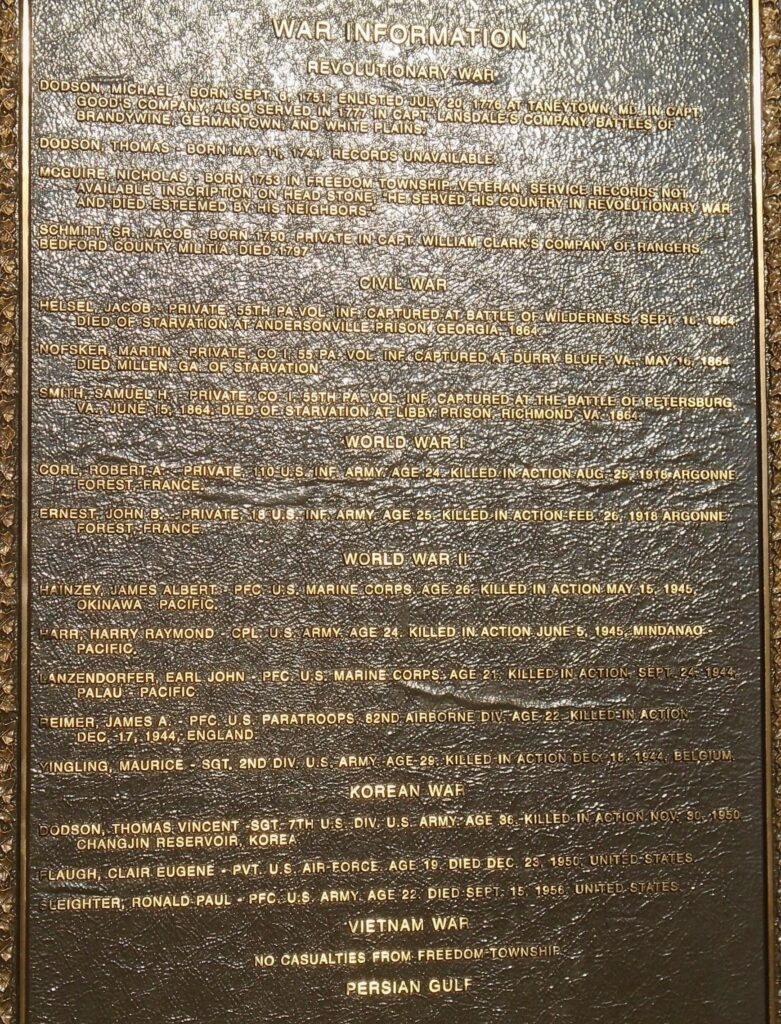 WAR INFORMATION
REVOLUTIONARY WAR
DODSON, MICHAEL - BORN SEPT. 6, 1751, ENLISTED JULY 20, 1776 AT TANEYTOWN, MD. IN CAPT.
GOOD'S COMPANY, ALSO SERVED IN 1777 IN CAPT. LANSDALE'S COMPANY. BATTLES OF
BRANDYWINE, GERMANTOWN, AND WHITE PLAINS.
DODSON, THOMAS - BORN MAY 11, 1741. RECORDS UNAVAILABLE.
MCGUIRE, NICHOLAS - BORN 1753 IN FREEDOM TOWNSHIP. VETERAN, SERVICE RECORDS NOT
AVAILABLE. INSCRIPTION ON HEAD STONE, "HE SERVED HIS COUNTRY IN REVOLUTIONARY WAR
AND DIED ESTEEMED BY HIS NEIGHBORS."
SCHMITT, SR., JACOB - BORN 1750. PRIVATE IN CAPT. WILLIAM CLARK'S COMPANY OF RANGERS,
BEDFORD COUNTY MILITIA. DIED 1797
CIVIL WAR
HELSEL, JACOB - PRIVATE, 55TH PA VOL. INF. CAPTURED AT BATTLE OF WILDERNESS, SEPT. 16, 1864.
DIED OF STARVATION AT ANDERSONVILLE PRISON, GEORGIA, 1864.
NOFSKER, MARTIN - PRIVATE, CO. I, 55 PA. VOL. INF. CAPTURED AT DURRY BLUFF, VA., MAY 16, 1864
DIED MILLEN, GA. OF STARVATION.
SMITH, SAMUEL H. - PRIVATE, CO. I, 55TH PA. VOL. INF. CAPTURED AT THE BATTLE OF PETERSBURG,
VA., JUNE 15, 1864. DIED OF STARVATION AT LIBBY PRISON, RICHMOND, VA. 1864.
WORLD WAR I
CORL, ROBERT A. - PRIVATE, 110 U.S. INF. ARMY. AGE 24. KILLED IN ACTION AUG. 25, 1918 ARGONNE
FOREST-FRANCE.
ERNEST, JOHN B. - PRIVATE, 18 U.S. INF. ARMY. AGE 25. KILLED IN ACTION FEB. 26, 1918 ARGONNE
FOREST-FRANCE
WORLD WAR II
HAINZEY, JAMES ALBERT - PFC. U.S. MARINE CORPS. AGE 26. KILLED IN ACTION MAY 15, 1945,
OKINAWA - PACIFIC.
HARR, HARRY RAYMOND - CPL. U.S. ARMY. AGE 24. KILLED IN ACTION JUNE 5, 1945, MINDANAO -
PACIFIC.
LANZENDORFER, EARL JOHN - PFC. U.S. MARINE CORPS. AGE 21. KILLED IN ACTION, SEPT. 24, 1944,
PALAU - PACIFIC
REIMER, JAMES A. - PFC. U.S. PARATROOPS, 82ND AIRBORNE DIV. AGE 22. KILLED IN ACTION
DEC. 17, 1944, ENGLAND.
YINGLING, MAURICE - SGT. 2ND DIV. U.S. ARMY. AGE 29. KILLED IN ACTION DEC. 18, 1944, BELGIUM.
KOREAN WAR
DODSON, THOMAS VINCENT - SGT. 7TH U.S. DIV. U.S. ARMY. AGE 36. KILLED IN ACTION NOV. 30, 1950
CHANGJIN RESERVOIR, KOREA
FLAUGH, CLAIR EUGENE - PVT. U.S. AIR FORCE. AGE 19. DIED DEC. 23, 1950, UNITED STATES
SLEIGHTER, RONALD PAUL - PFC. U.S. ARMY. AGE 22. DIED SEPT. 15, 1956, UNITED STATES
VIETNAM WAR
NO CASUALTIES FROM FREEDOM TOWNSHIP
PERSIAN GULF